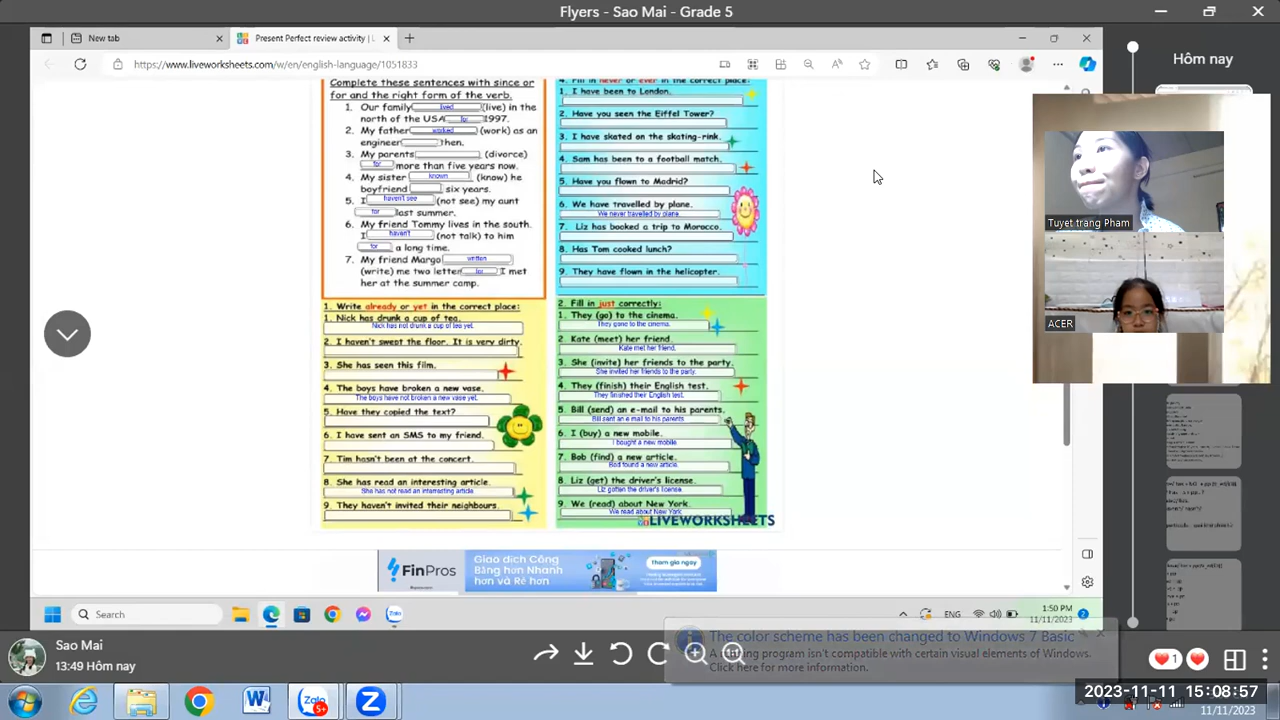 Flyers - Sao Mai - Grade 5
New tab
Present Perfect review activity | L
https://www.liveworksheets.com/w/en/english-language/1051833
Complete these sentences with since or
for and the right form of the verb.
1. Our family lived (live) in the
north of the USA for 1997.
2. My father worked (work) as an
engineer then.
3. My parents (divorce)
for more than five years now.
4. My sister known (know) he
boyfriend six years.
5. I haven't see (not see) my aunt
for last summer.
6. My friend Tommy lives in the south.
I haven't (not talk) to him
for a long time.
7. My friend Margo written
(write) me two letter for I met
her at the summer camp.
4. Fill in never or ever in the correct place:
1. I have been to London.
2. Have you seen the Eiffel Tower?
3. I have skated on the skating-rink.
4. Sam has been to a football match.
5. Have you flown to Madrid?
6. We have travelled by plane.
We never travelled by plane
7. Liz has booked a trip to Morocco.
8. Has Tom cooked lunch?
9. They have flown in the helicopter.
1. Write already or yet in the correct place:
1. Nick has drunk a cup of tea.
Nick has not drunk a cup of tea yet.
2. I haven't swept the floor. It is very dirty.
3. She has seen this film.
4. The boys have broken a new vase.
The boys have not broken a new vase yet.
5. Have they copied the text?
6. I have sent an SMS to my friend.
7. Tim hasn't been at the concert.
8. She has read an interesting article.
She has not read an interresting article
9. They haven't invited their neighbours.
2. Fill in just correctly:
1. They (go) to the cinema.
They gone to the cinema.
2. Kate (meet) her friend.
Kate met her friend.
3. She (invite) her friends to the party.
She invited her friends to the party.
4. They (finish) their English test.
They finished their English test.
5. Bill (send) an e-mail to his parents.
Bill sent an e mail to his parents
6. I (buy) a new mobile.
I bought a new mobile
7. Bob (find) a new article.
Bod found a new article.
8. Liz (get) the driver's license.
Liz gotten the driver's license
9. We (read) about New York.
We read about New York
LIVEWORKSHEETS
FinPros
Giao dịch Công
Bằng hơn Nhanh
hơn và Rẻ hơn
Tham gia ngay
Search
ENG
1:50 PM
11/11/2023
Hôm nay
Tuyet.trang Pham
ACER
Sao Mai
13:49 Hôm nay
The color scheme has been changed to Windows 7 Basic
A running program isn't compatible with certain visual elements of Windows.
Click here for more information.
1
Zalo
5+
2023-11-11 15:08:57
11/11/2023